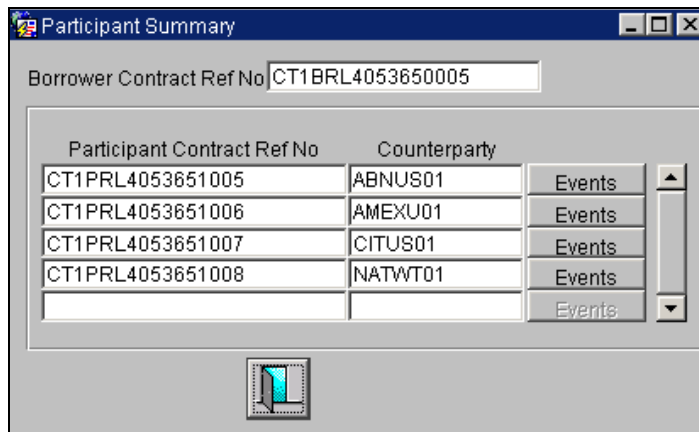 Participant Summary
Borrower Contract Ref No CT1BRL4053650005
Participant Contract Ref No Counterparty
CT1PRL4053651005 ABNUS01 Events
CT1PRL4053651006 AMEXU01 Events
CT1PRL4053651007 CITUS01 Events
CT1PRL4053651008 NATWT01 Events
Events